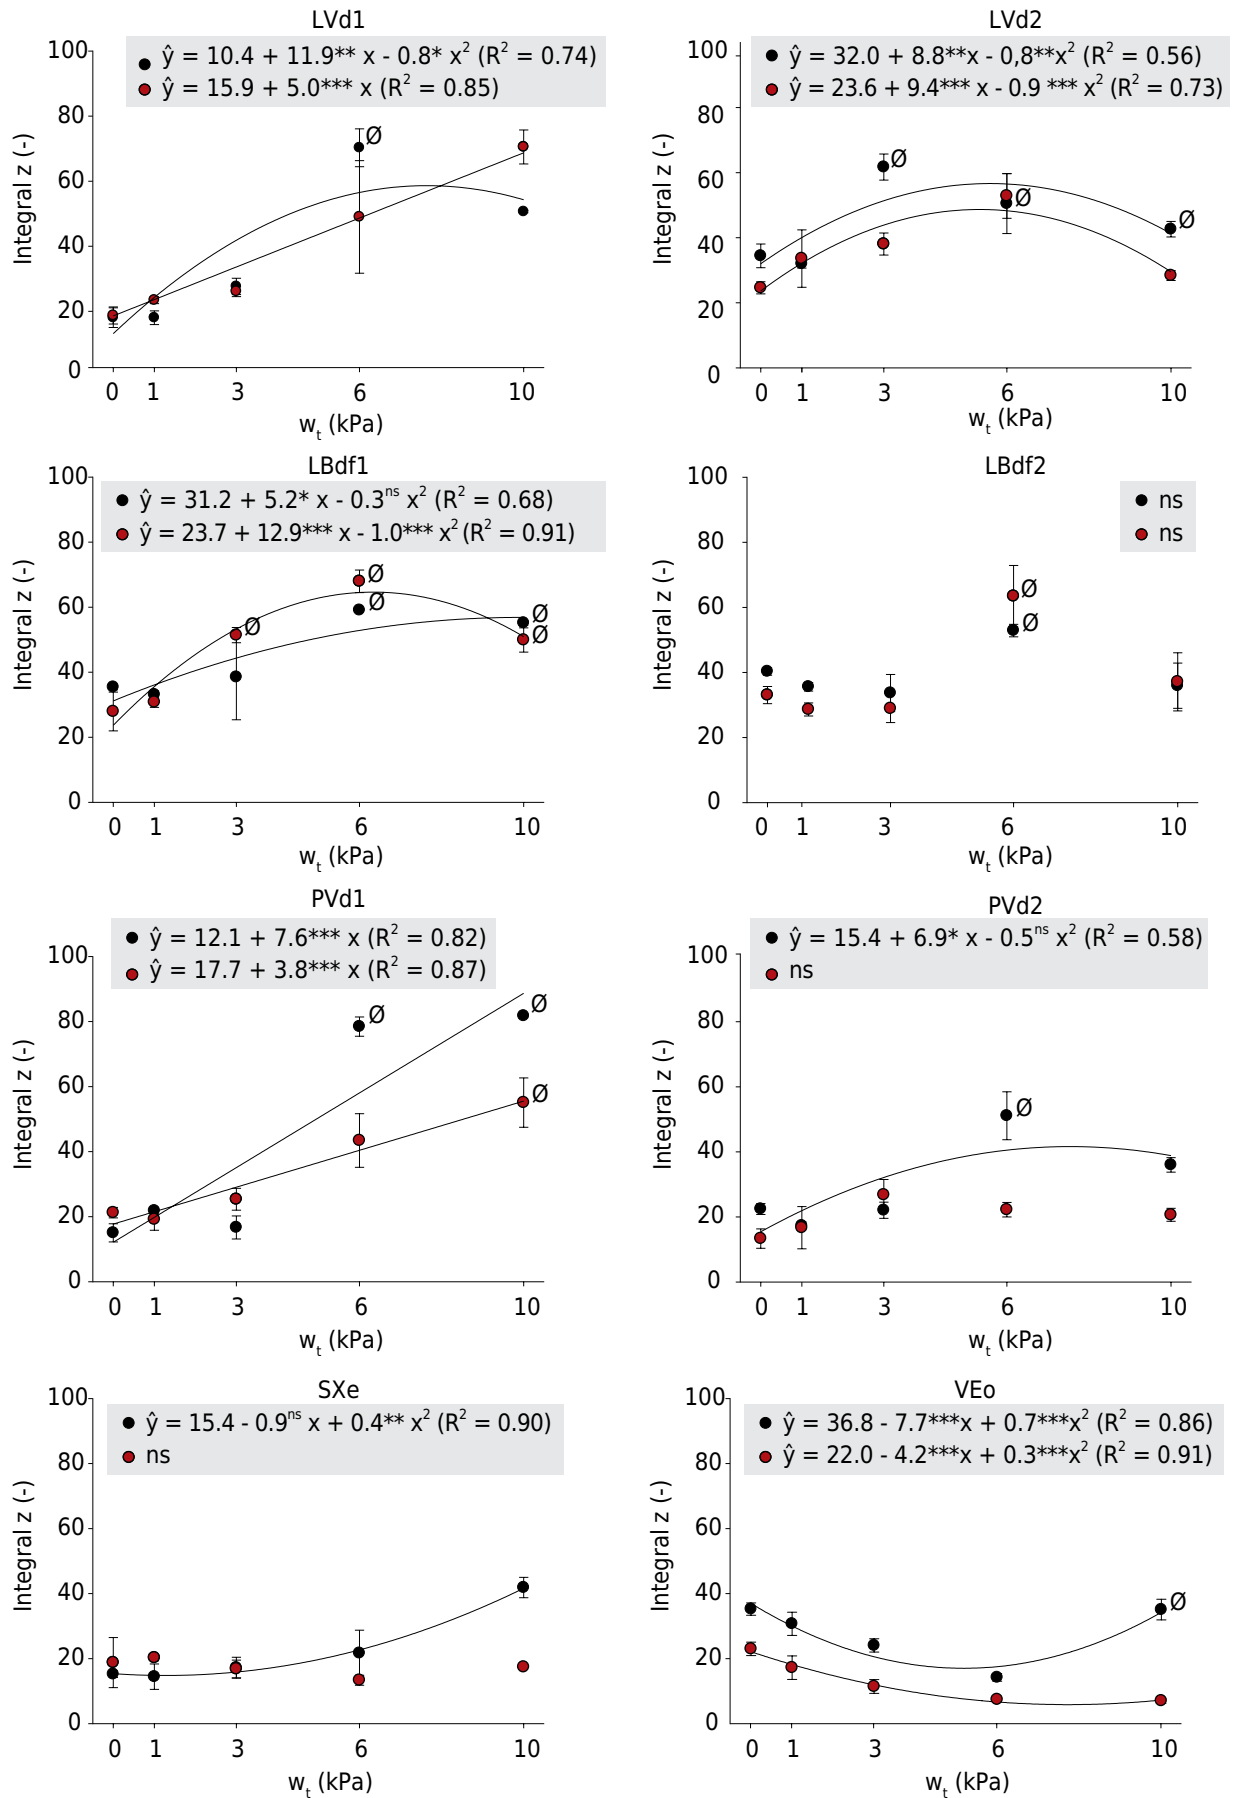 LVd1
ŷ = 10.4 + 11.9** x - 0.8* x² (R² = 0.74)
ŷ = 15.9 + 5.0*** x (R² = 0.85)
Integral z (-)
100
80
60
40
20
0
Ø
0 1 3 6 10
wₜ (kPa)
LVd2
ŷ = 32.0 + 8.8**x - 0,8**x² (R² = 0.56)
ŷ = 23.6 + 9.4*** x - 0.9 *** x² (R² = 0.73)
Integral z (-)
100
80
60
40
20
0
Ø
Ø
Ø
0 1 3 6 10
wₜ (kPa)
LBdf1
ŷ = 31.2 + 5.2* x - 0.3ⁿˢ x² (R² = 0.68)
ŷ = 23.7 + 12.9*** x - 1.0*** x² (R² = 0.91)
Integral z (-)
100
80
60
40
20
0
Ø
Ø
Ø
Ø
Ø
0 1 3 6 10
wₜ (kPa)
LBdf2
ns
ns
Integral z (-)
100
80
60
40
20
0
Ø
Ø
0 1 3 6 10
wₜ (kPa)
PVd1
ŷ = 12.1 + 7.6*** x (R² = 0.82)
ŷ = 17.7 + 3.8*** x (R² = 0.87)
Integral z (-)
100
80
60
40
20
0
Ø
Ø
Ø
0 1 3 6 10
wₜ (kPa)
PVd2
ŷ = 15.4 + 6.9* x - 0.5ⁿˢ x² (R² = 0.58)
ns
Integral z (-)
100
80
60
40
20
0
Ø
0 1 3 6 10
wₜ (kPa)
SXe
ŷ = 15.4 - 0.9ⁿˢ x + 0.4** x² (R² = 0.90)
ns
Integral z (-)
100
80
60
40
20
0
0 1 3 6 10
wₜ (kPa)
VEo
ŷ = 36.8 - 7.7***x + 0.7***x² (R² = 0.86)
ŷ = 22.0 - 4.2***x + 0.3***x² (R² = 0.91)
Integral z (-)
100
80
60
40
20
0
Ø
0 1 3 6 10
wₜ (kPa)